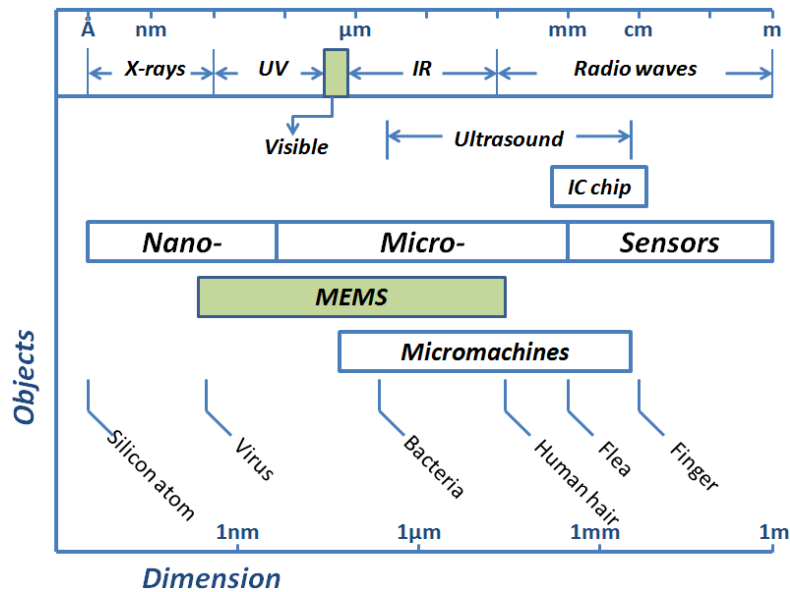 Å nm μm mm cm m
X-rays UV IR Radio waves
Visible
Ultrasound
IC chip
Nano- Micro- Sensors
MEMS
Micromachines
Objects
Silicon atom
Virus
Bacteria
Human hair
Flea
Finger
1nm 1μm 1mm 1m
Dimension